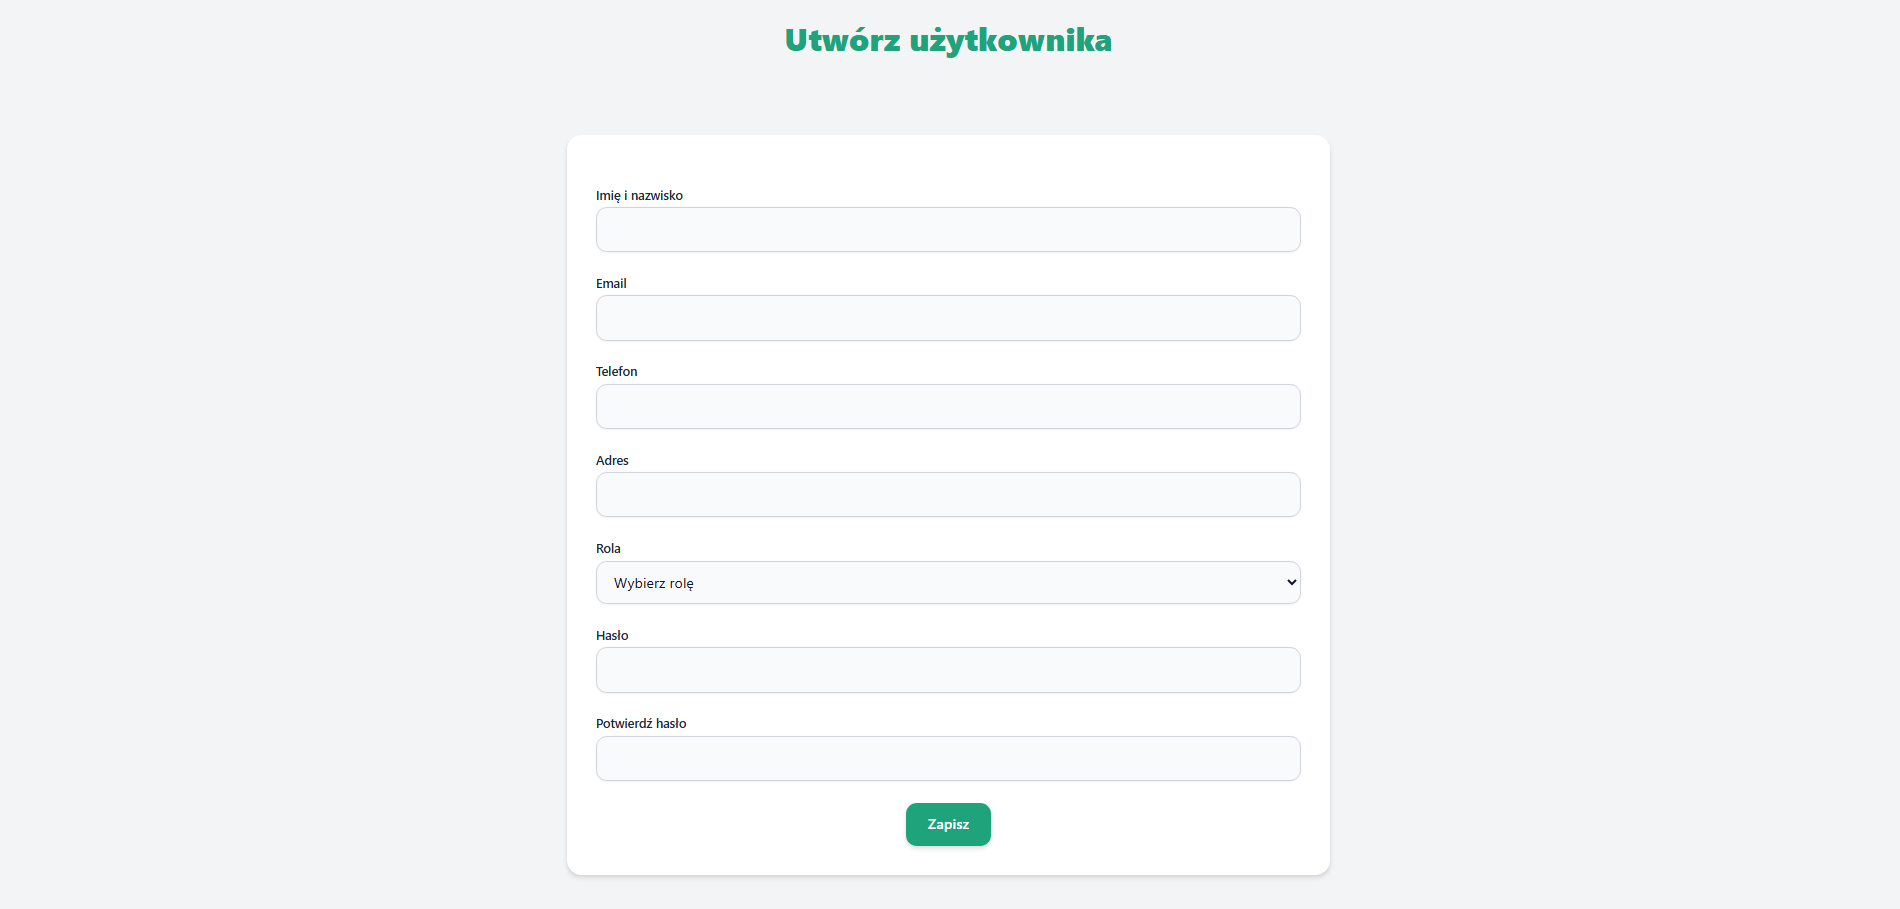 Utwórz użytkownika
Imię i nazwisko
Email
Telefon
Adres
Rola
Wybierz rolę
Hasło
Potwierdź hasło
Zapisz